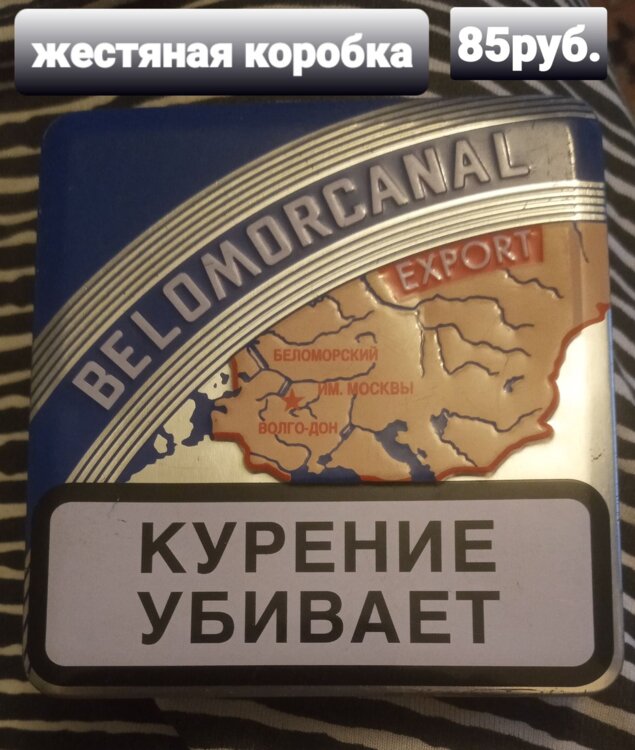 жестяная коробка
85руб.
BELOMORCANAL
EXPORT
БЕЛОМОРСКИЙ
ИМ. МОСКВЫ
ВОЛГО-ДОН
КУРЕНИЕ
УБИВАЕТ